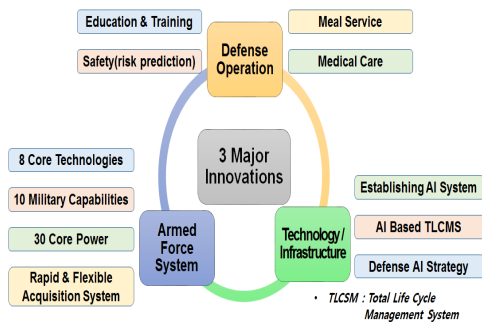 Education & Training
Safety(risk prediction)
Defense
Operation
Meal Service
Medical Care
3 Major
Innovations
8 Core Technologies
10 Military Capabilities
30 Core Power
Rapid & Flexible
Acquisition System
Armed
Force
System
Technology /
Infrastructure
Establishing AI System
AI Based TLCMS
Defense AI Strategy
• TLCSM : Total Life Cycle
Management System